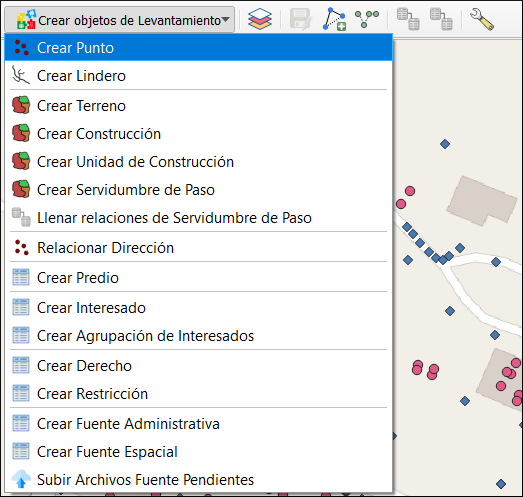 Crear objetos de Levantamiento
Crear Punto
Crear Lindero
Crear Terreno
Crear Construcción
Crear Unidad de Construcción
Crear Servidumbre de Paso
Llenar relaciones de Servidumbre de Paso
Relacionar Dirección
Crear Predio
Crear Interesado
Crear Agrupación de Interesados
Crear Derecho
Crear Restricción
Crear Fuente Administrativa
Crear Fuente Espacial
Subir Archivos Fuente Pendientes